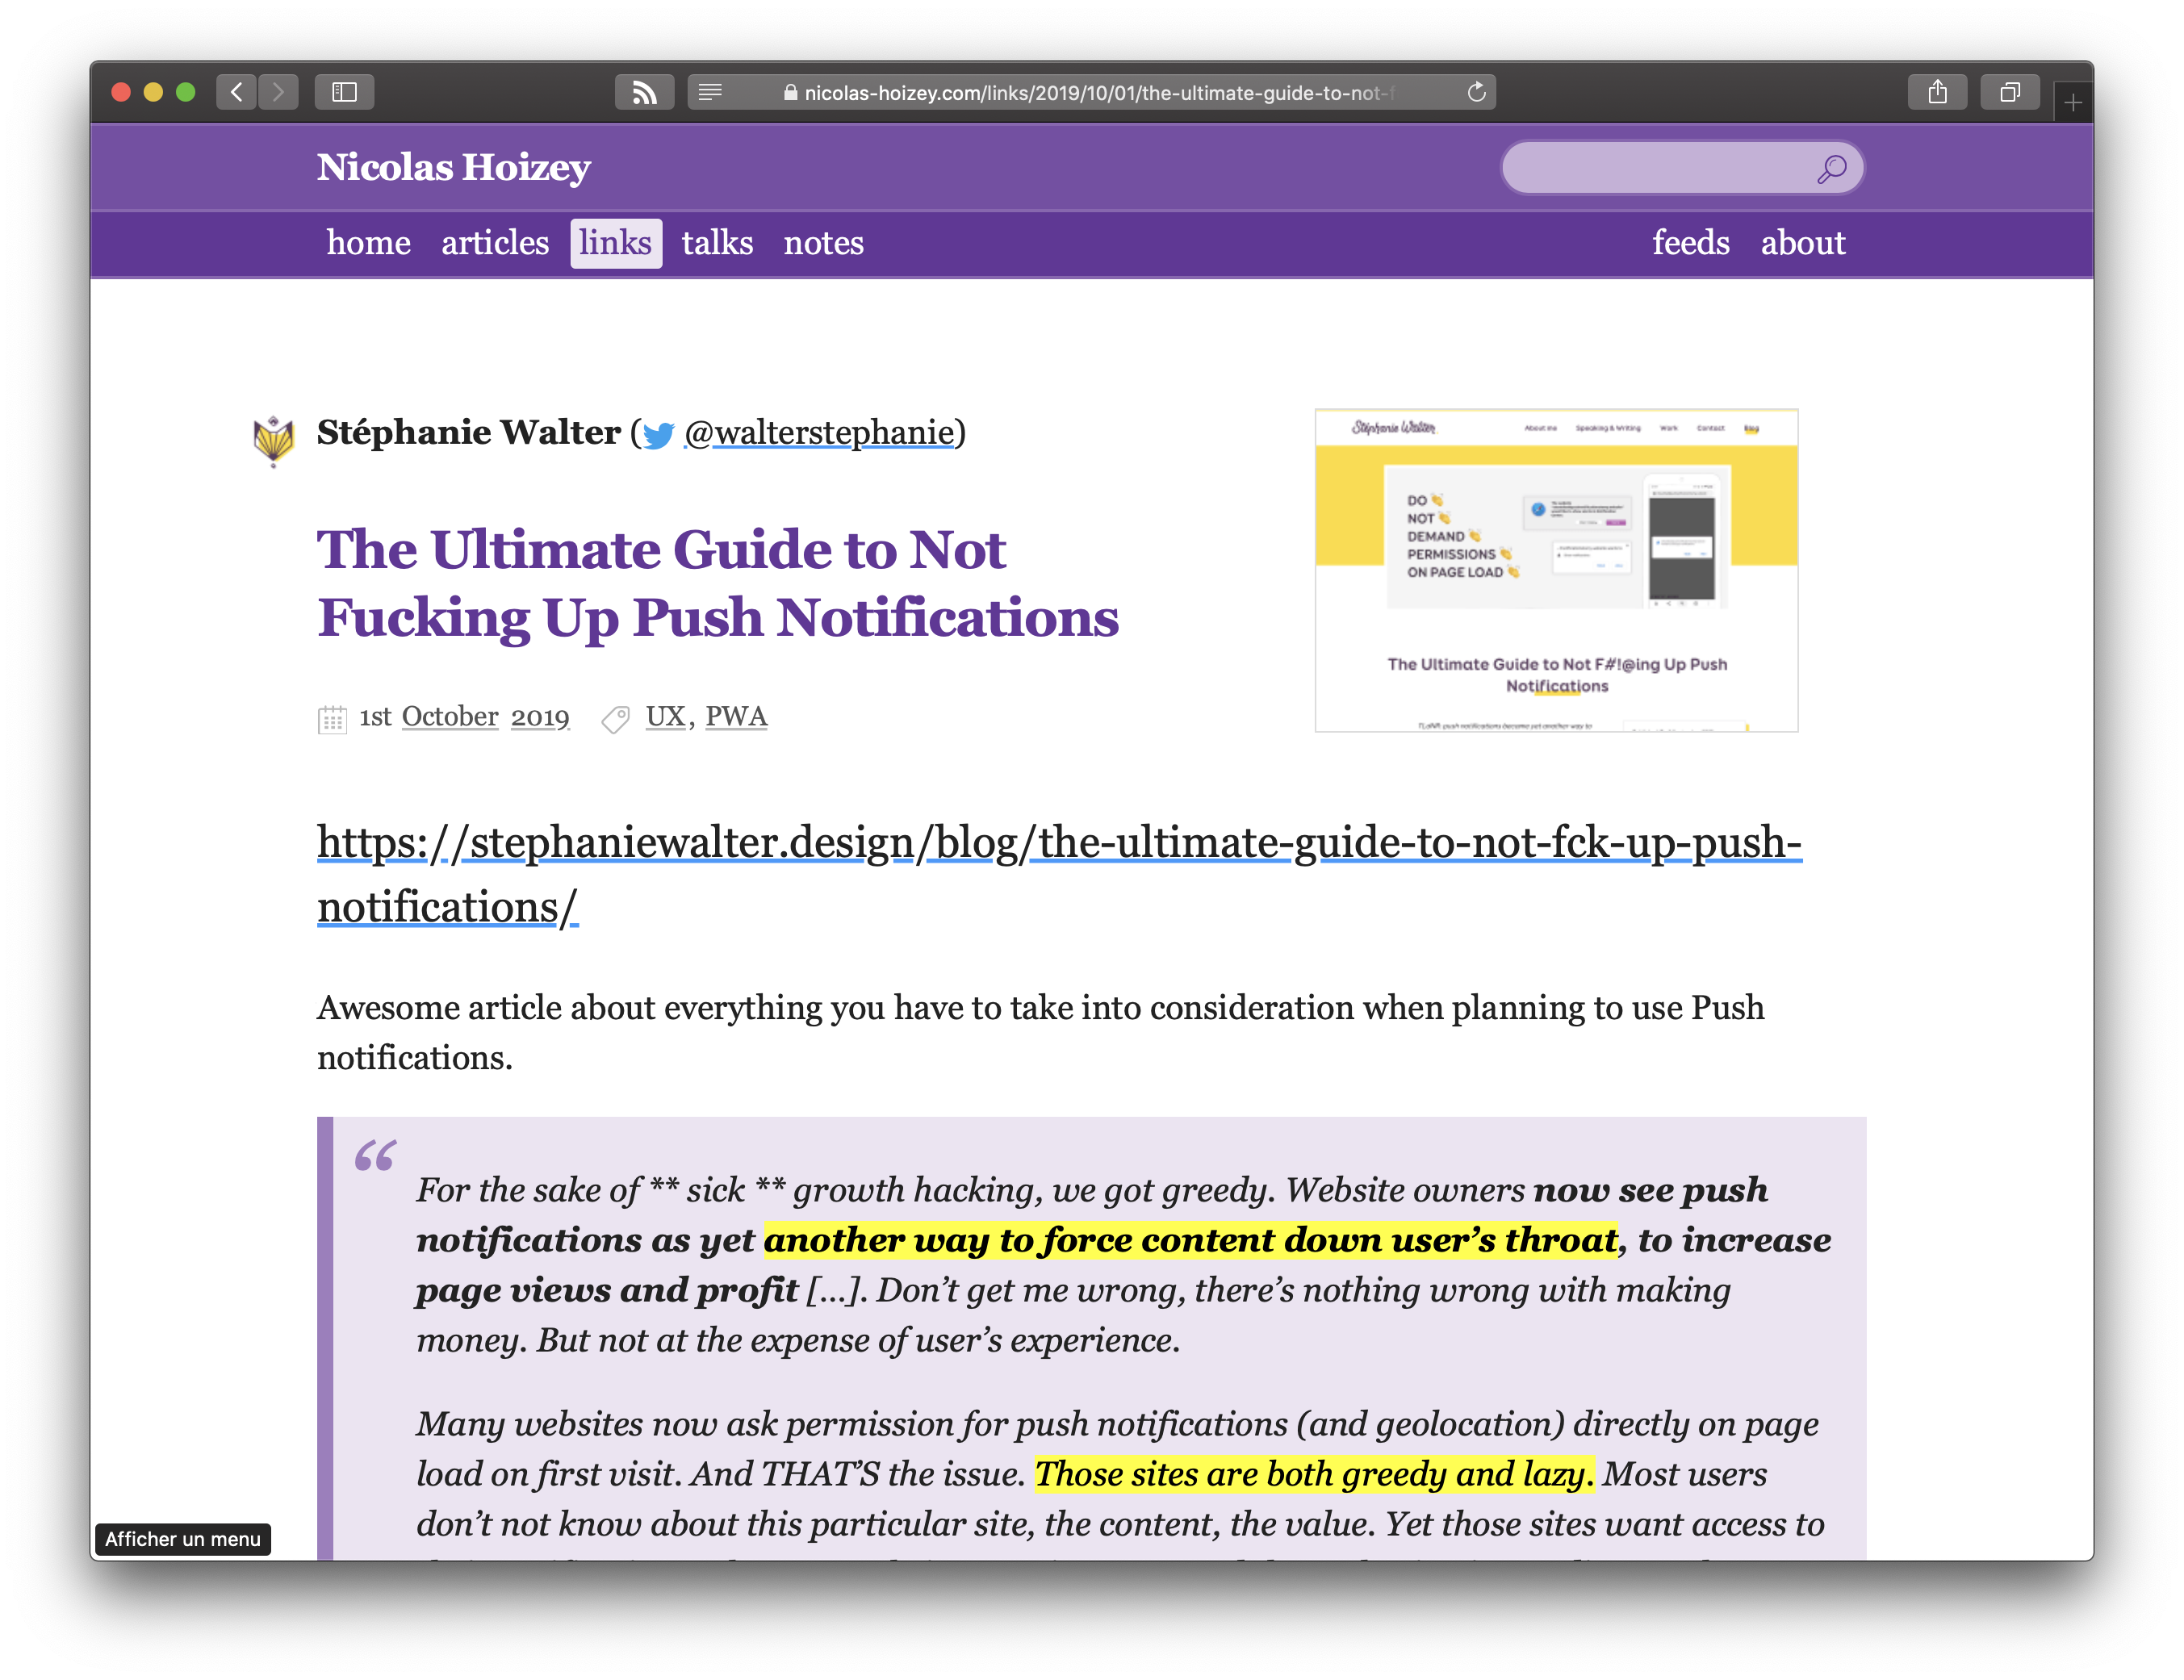 nicolas-hoizey.com/links/2019/10/01/the-ultimate-guide-to-not-f
Nicolas Hoizey
home articles links talks notes feeds about
Stéphanie Walter (@walterstephanie)
The Ultimate Guide to Not
Fucking Up Push Notifications
1st October 2019 UX, PWA
Stéphanie Walter
About me Speaking & Writing Work Contact Blog
DO 👏
NOT 👏
DEMAND 👏
PERMISSIONS 👏
ON PAGE LOAD 👏
The Ultimate Guide to Not F#!@ing Up Push
Notifications
TL;DNR push notifications become yet another way to
https://stephaniewalter.design/blog/the-ultimate-guide-to-not-fck-up-push-
notifications/
Awesome article about everything you have to take into consideration when planning to use Push
notifications.
“
For the sake of ** sick ** growth hacking, we got greedy. Website owners now see push
notifications as yet another way to force content down user’s throat, to increase
page views and profit […]. Don’t get me wrong, there’s nothing wrong with making
money. But not at the expense of user’s experience.
Many websites now ask permission for push notifications (and geolocation) directly on page
load on first visit. And THAT’S the issue. Those sites are both greedy and lazy. Most users
don’t not know about this particular site, the content, the value. Yet those sites want access to
Afficher un menu